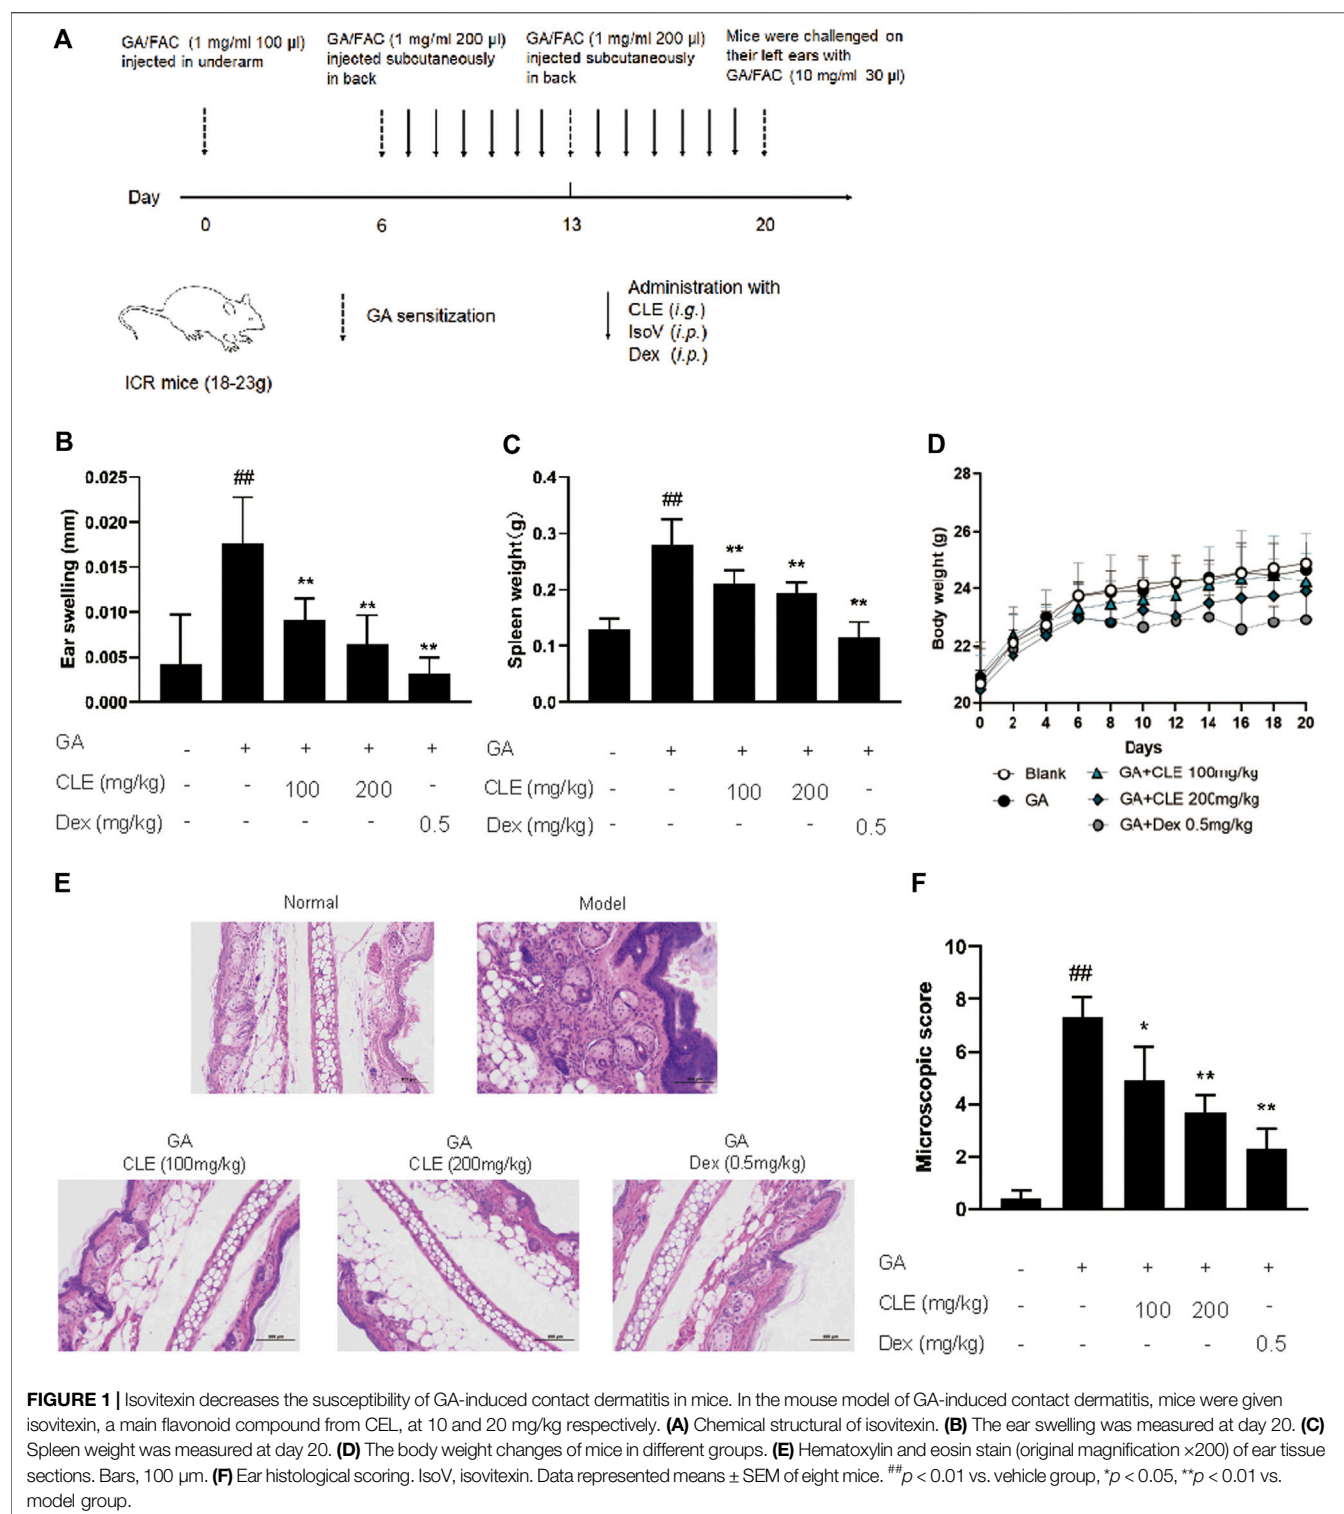 A
GA/FAC (1 mg/ml 100 µl)
injected in underarm
GA/FAC (1 mg/ml 200 µl)
injected subcutaneously
in back
GA/FAC (1 mg/ml 200 µl)
injected subcutaneously
in back
Mice were challenged on
their left ears with
GA/FAC (10 mg/ml 30 µl)
Day
0 6 13 20
GA sensitization
Administration with
CLE (i.g.)
IsoV (i.p.)
Dex (i.p.)
ICR mice (18-23g)
B
Ear swelling (mm)
0.025
0.020
0.015
0.010
0.005
0.000
## ** ** **
GA - + + + +
CLE (mg/kg) - - 100 200 -
Dex (mg/kg) - - - - 0.5
C
Spleen weight(g)
0.4
0.3
0.2
0.1
0.0
## ** ** **
GA - + + + +
CLE (mg/kg) - - 100 200 -
Dex (mg/kg) - - - - 0.5
D
Body weight (g)
28
26
24
22
20
0 2 4 6 8 10 12 14 16 18 20
Days
Blank
GA
GA+CLE 100mg/kg
GA+CLE 200mg/kg
GA+Dex 0.5mg/kg
E
Normal
Model
GA
CLE (100mg/kg)
GA
CLE (200mg/kg)
GA
Dex (0.5mg/kg)
F
Microscopic score
10
8
6
4
2
0
## * ** **
GA - + + + +
CLE (mg/kg) - - 100 200 -
Dex (mg/kg) - - - - 0.5
FIGURE 1 | Isovitexin decreases the susceptibility of GA-induced contact dermatitis in mice. In the mouse model of GA-induced contact dermatitis, mice were given
isovitexin, a main flavonoid compound from CEL, at 10 and 20 mg/kg respectively. (A) Chemical structural of isovitexin. (B) The ear swelling was measured at day 20. (C)
Spleen weight was measured at day 20. (D) The body weight changes of mice in different groups. (E) Hematoxylin and eosin stain (original magnification ×200) of ear tissue
sections. Bars, 100 µm. (F) Ear histological scoring. IsoV, isovitexin. Data represented means ± SEM of eight mice. ##p < 0.01 vs. vehicle group, *p < 0.05, **p < 0.01 vs.
model group.